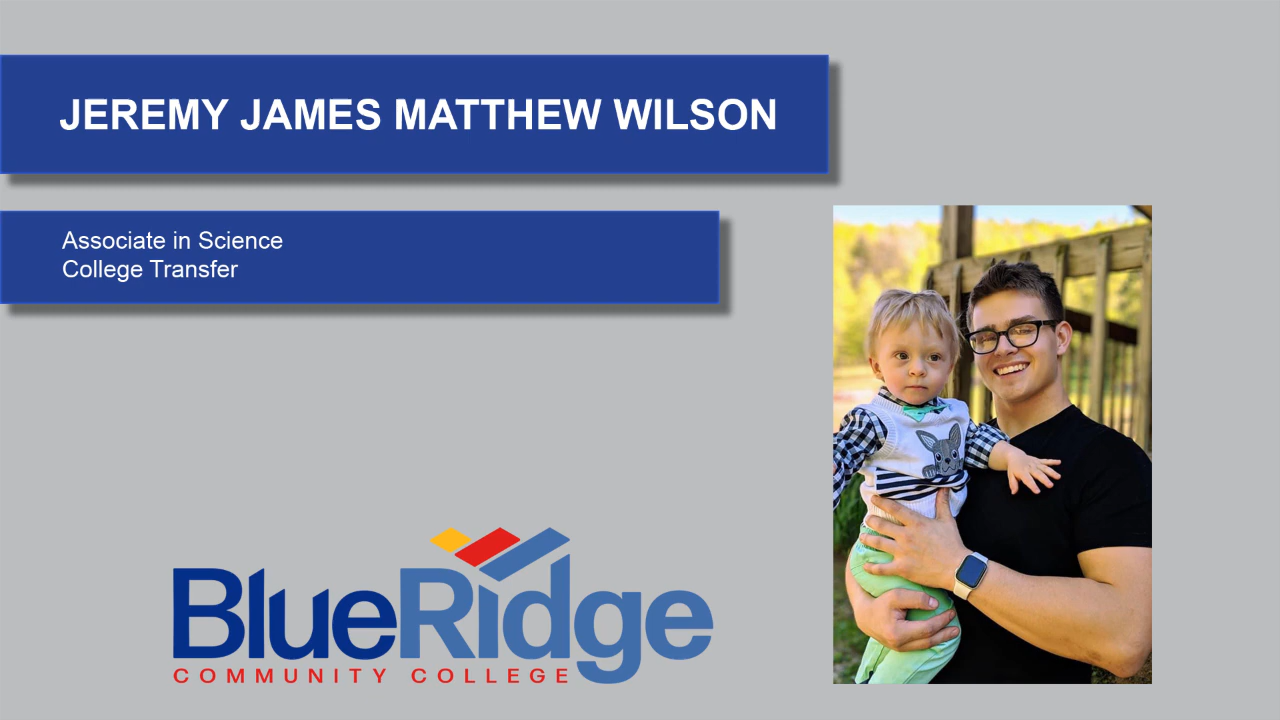 JEREMY JAMES MATTHEW WILSON
Associate in Science
College Transfer
BlueRidge
COMMUNITY COLLEGE